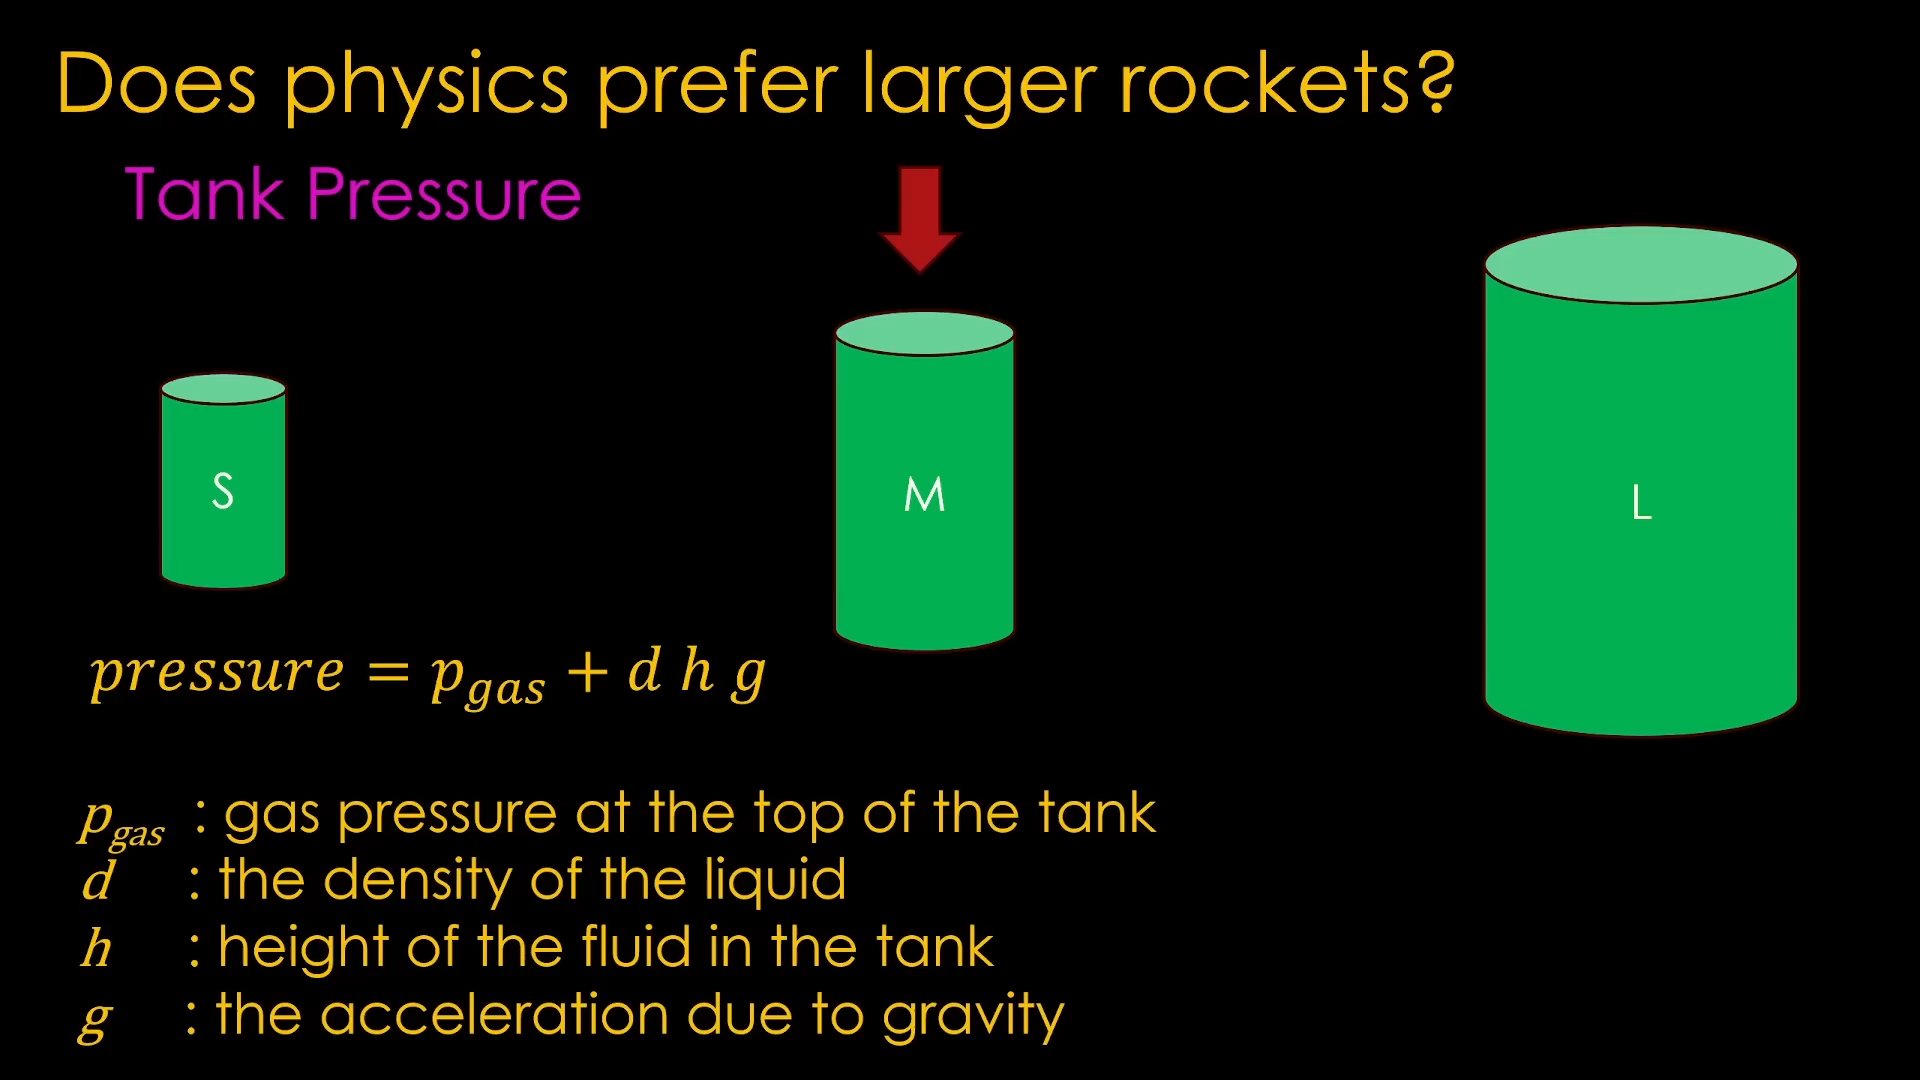 Does physics prefer larger rockets?
Tank Pressure
S
M
L
pressure = p_gas + d h g
p_gas : gas pressure at the top of the tank
d : the density of the liquid
h : height of the fluid in the tank
g : the acceleration due to gravity